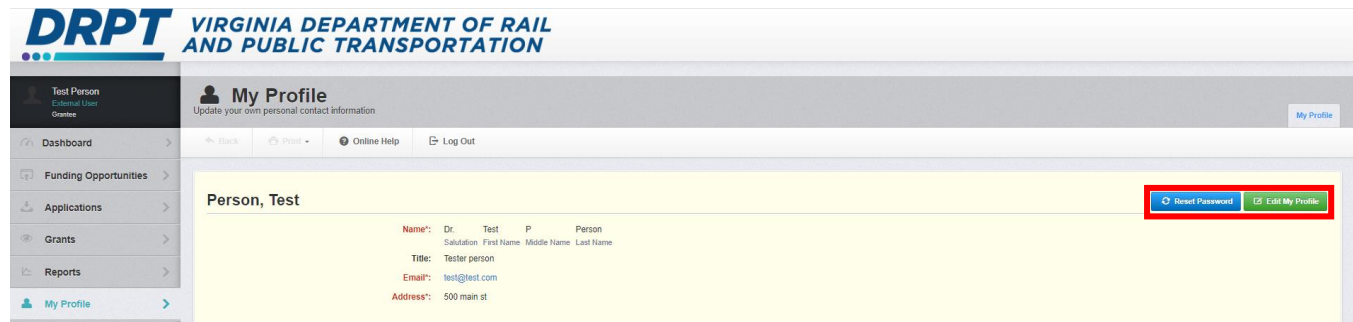 DRPT VIRGINIA DEPARTMENT OF RAIL
AND PUBLIC TRANSPORTATION
Test Person
External User
Grantee
My Profile
Update your own personal contact information
My Profile
Dashboard
Back Print Online Help Log Out
Funding Opportunities
Applications
Grants
Reports
My Profile
Person, Test
Reset Password Edit My Profile
Name*: Dr. Test P Person
Salutation First Name Middle Name Last Name
Title: Tester person
Email*: test@test.com
Address*: 500 main st